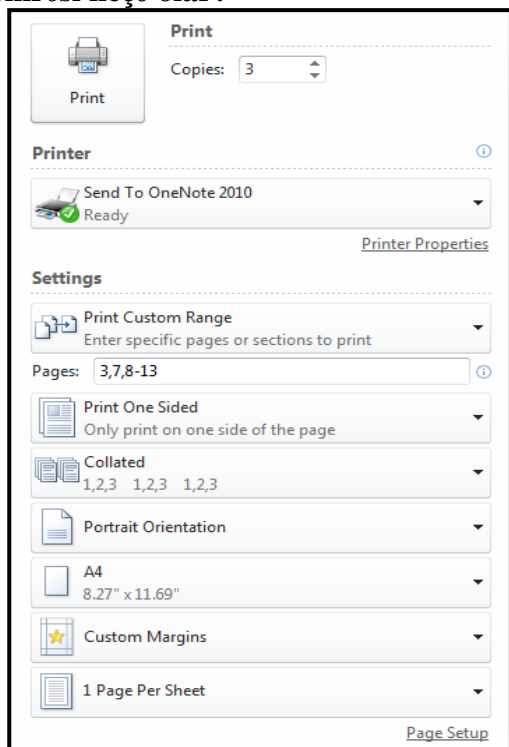 Print
Copies: 3
Print
Printer
Send To OneNote 2010
Ready
Printer Properties
Settings
Print Custom Range
Enter specific pages or sections to print
Pages: 3,7,8-13
Print One Sided
Only print on one side of the page
Collated
1,2,3 1,2,3 1,2,3
Portrait Orientation
A4
8.27" x 11.69"
Custom Margins
1 Page Per Sheet
Page Setup